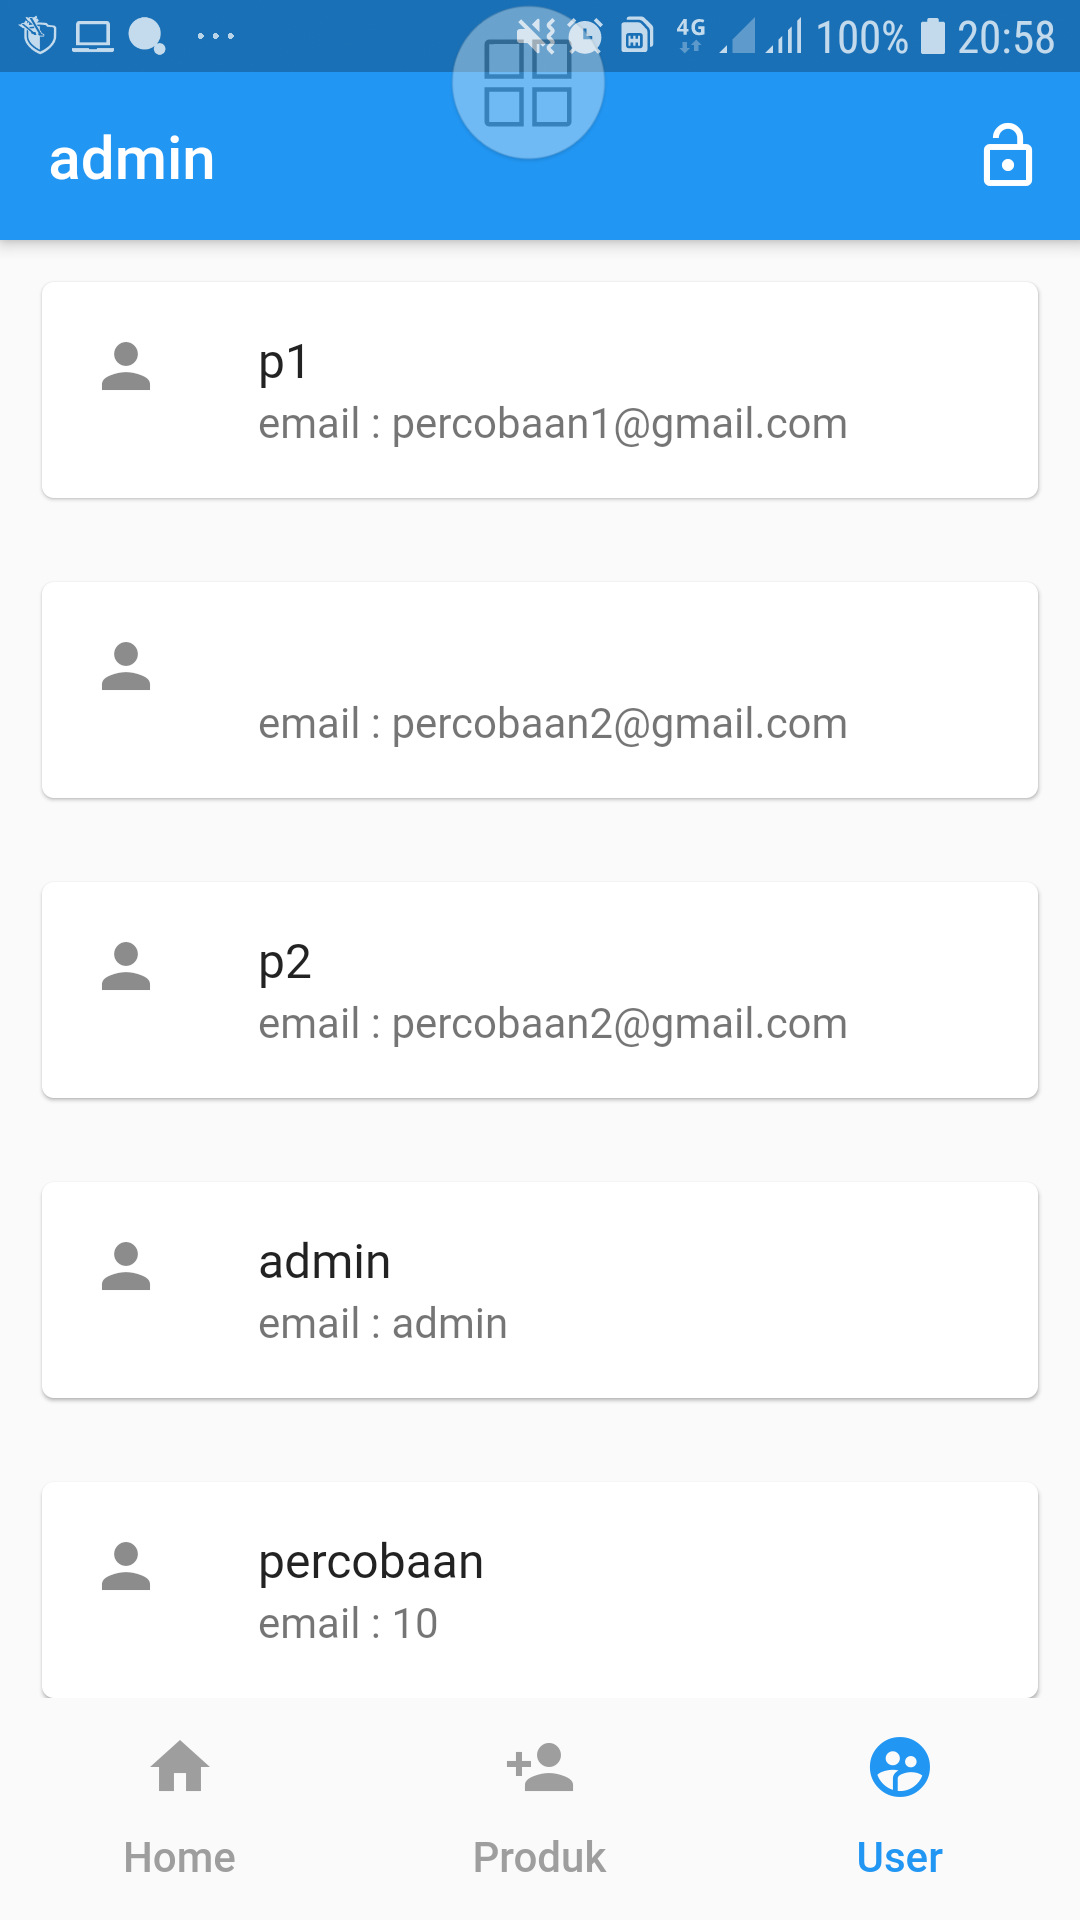 4G 100% 20:58
admin
p1
email : percobaan1@gmail.com
email : percobaan2@gmail.com
p2
email : percobaan2@gmail.com
admin
email : admin
percobaan
email : 10
Home Produk User